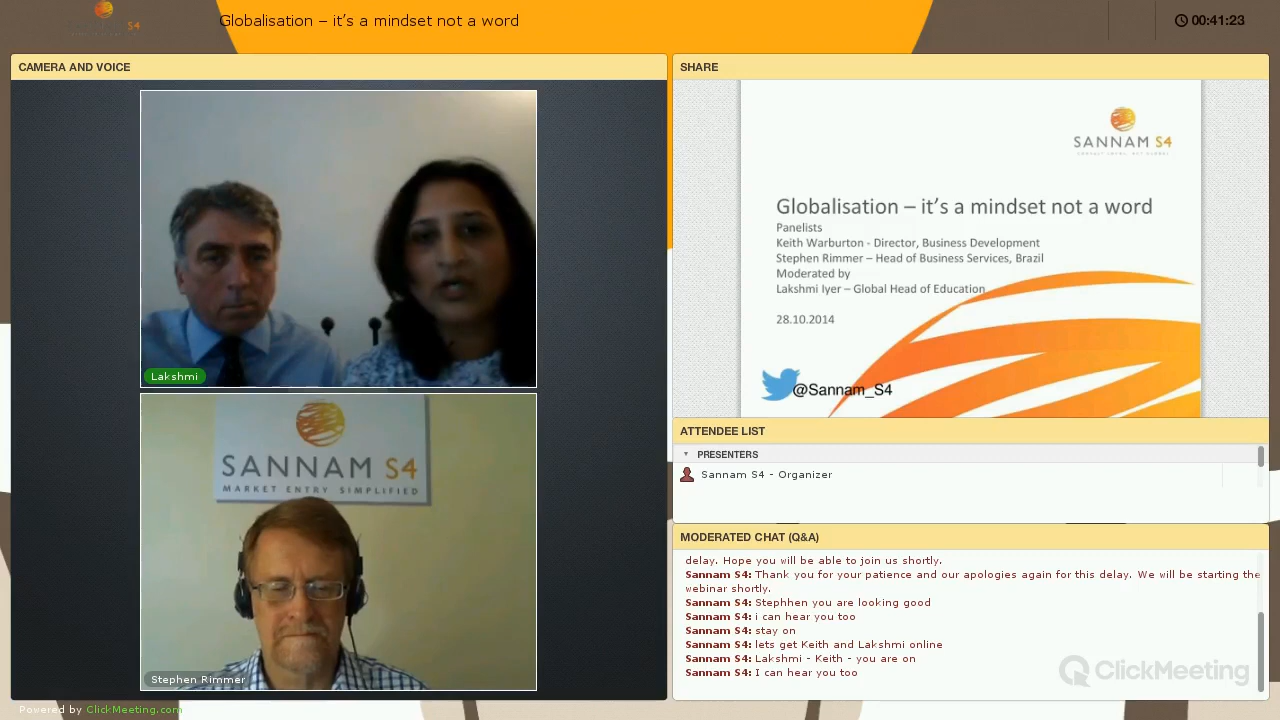 S4
Globalisation – it's a mindset not a word
00:41:23
CAMERA AND VOICE
Lakshmi
SANNAM S4
MARKET ENTRY SIMPLIFIED
Stephen Rimmer
Powered by ClickMeeting.com
SHARE
SANNAM S4
Globalisation – it's a mindset not a word
Panelists
Keith Warburton - Director, Business Development
Stephen Rimmer – Head of Business Services, Brazil
Moderated by
Lakshmi Iyer – Global Head of Education
28.10.2014
@Sannam_S4
ATTENDEE LIST
PRESENTERS
Sannam S4 - Organizer
MODERATED CHAT (Q&A)
delay. Hope you will be able to join us shortly.
Sannam S4: Thank you for your patience and our apologies again for this delay. We will be starting the
webinar shortly.
Sannam S4: Stephhen you are looking good
Sannam S4: i can hear you too
Sannam S4: stay on
Sannam S4: lets get Keith and Lakshmi online
Sannam S4: Lakshmi - Keith - you are on
Sannam S4: I can hear you too
ClickMeeting